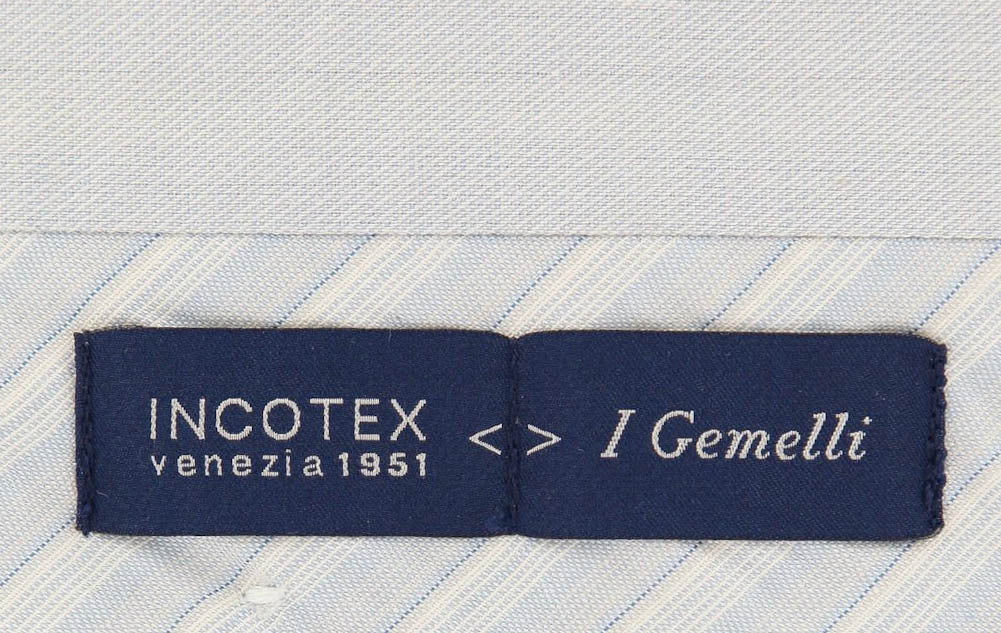 INCOTEX
venezia 1951
< >
I Gemelli